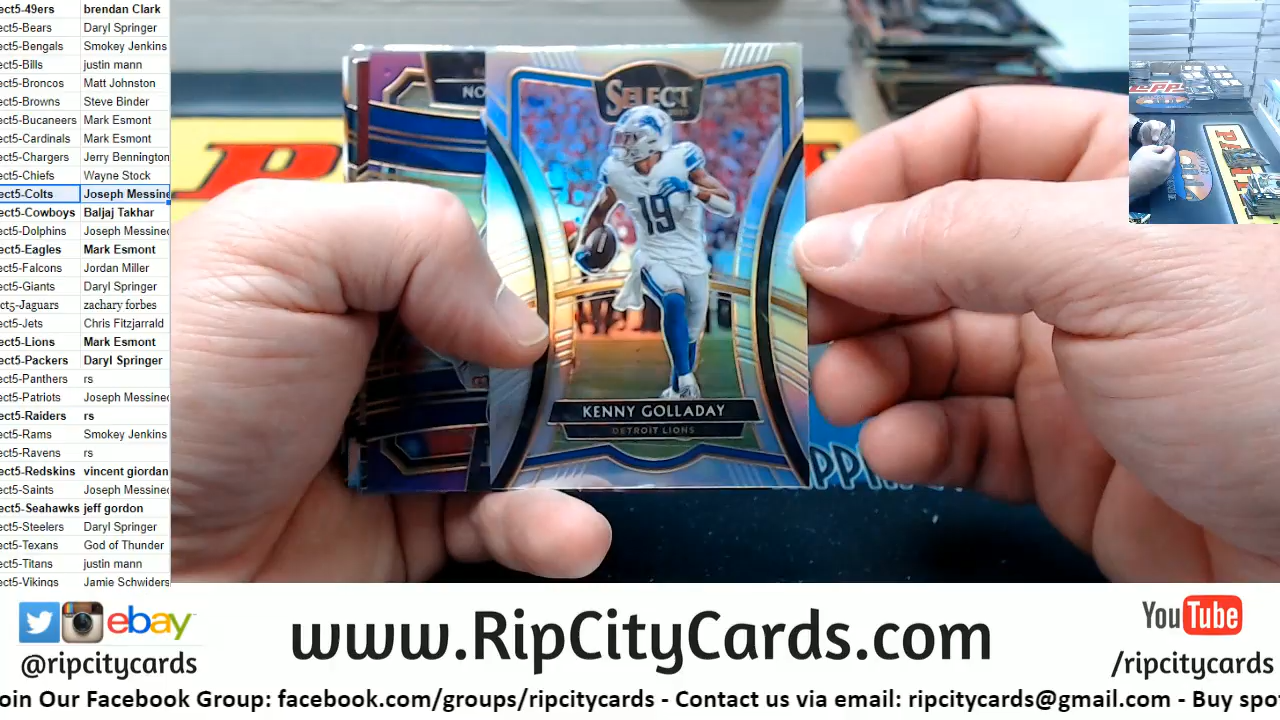 ect5-49ers brendan Clark
ect5-Bears Daryl Springer
ect5-Bengals Smokey Jenkins
ect5-Bills justin mann
ect5-Broncos Matt Johnston
ect5-Browns Steve Binder
ect5-Bucaneers Mark Esmont
ect5-Cardinals Mark Esmont
ect5-Chargers Jerry Bennington
ect5-Chiefs Wayne Stock
ect5-Colts Joseph Messine
ect5-Cowboys Baljaj Takhar
ect5-Dolphins Joseph Messine
ect5-Eagles Mark Esmont
ect5-Falcons Jordan Miller
ect5-Giants Daryl Springer
ect5-Jaguars zachary forbes
ect5-Jets Chris Fitzjarrald
ect5-Lions Mark Esmont
ect5-Packers Daryl Springer
ect5-Panthers rs
ect5-Patriots Joseph Messine
ect5-Raiders rs
ect5-Rams Smokey Jenkins
ect5-Ravens rs
ect5-Redskins vincent giordan
ect5-Saints Joseph Messine
ect5-Seahawks jeff gordon
ect5-Steelers Daryl Springer
ect5-Texans God of Thunder
ect5-Titans justin mann
ect5-Vikings Jamie Schwiders
NO
SELECT
19
KENNY GOLLADAY
DETROIT LIONS
ebay
@ripcitycards
www.RipCityCards.com
YouTube
/ripcitycards
oin Our Facebook Group: facebook.com/groups/ripcitycards - Contact us via email: ripcitycards@gmail.com - Buy spo